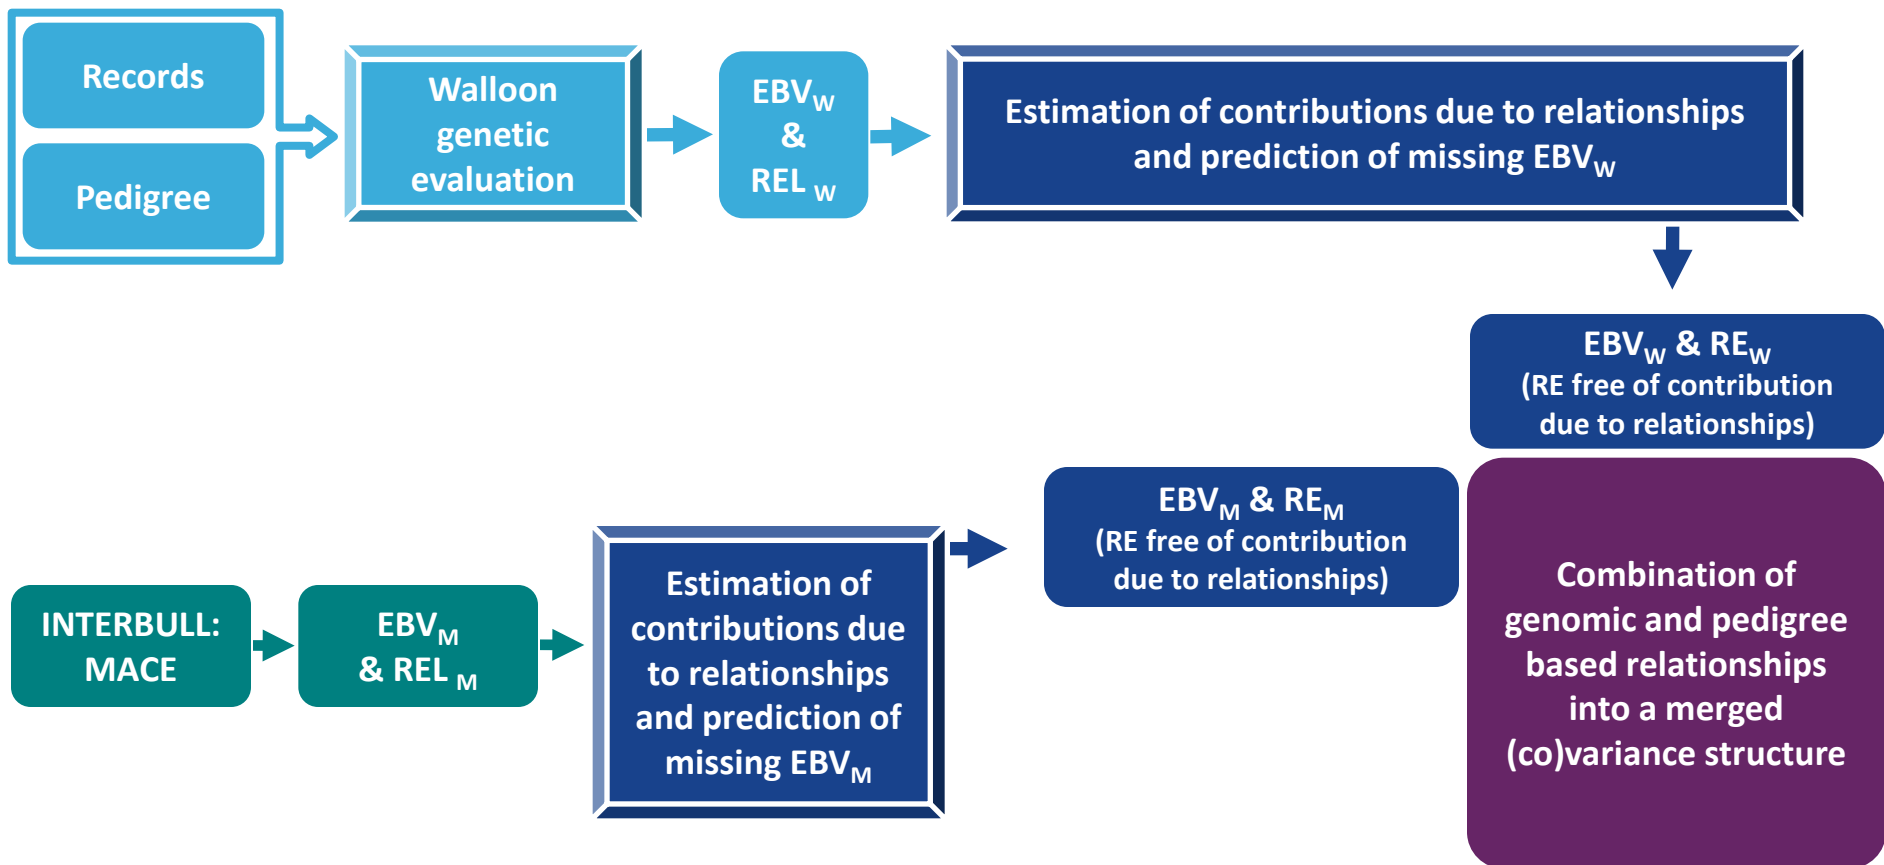 Records
Pedigree
Walloon
genetic
evaluation
EBVW
&
REL W
Estimation of contributions due to relationships
and prediction of missing EBVW
EBVW & REW
(RE free of contribution
due to relationships)
INTERBULL:
MACE
EBVM
& REL M
Estimation of
contributions due
to relationships
and prediction of
missing EBVM
EBVM & REM
(RE free of contribution
due to relationships)
Combination of
genomic and pedigree
based relationships
into a merged
(co)variance structure